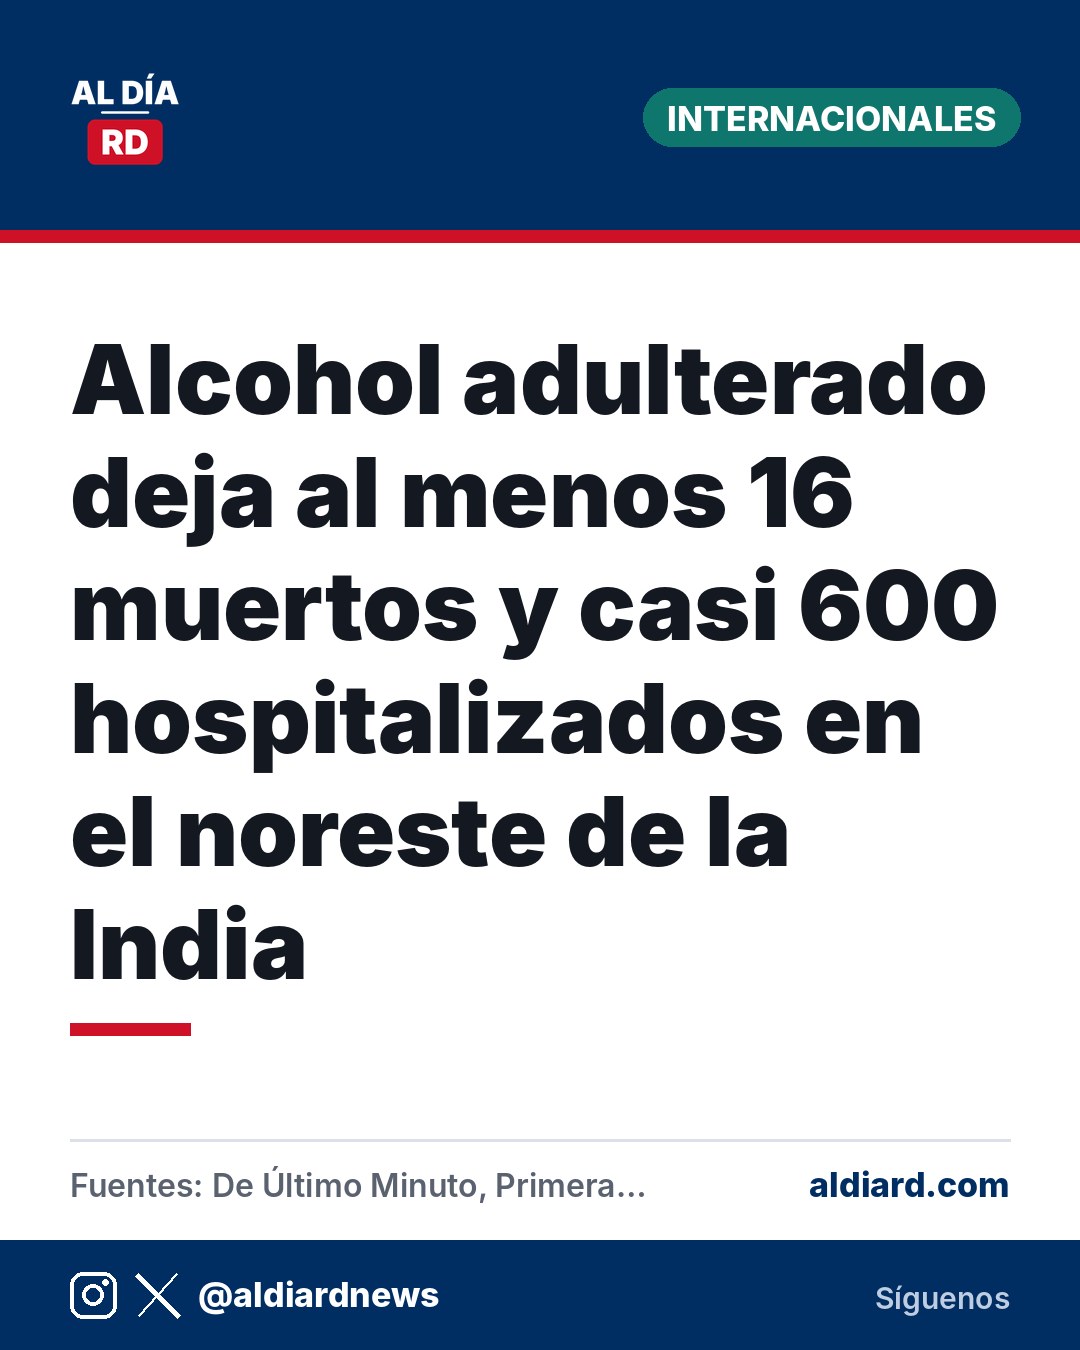 AL DÍA
RD
INTERNACIONALES
Alcohol adulterado
deja al menos 16
muertos y casi 600
hospitalizados en
el noreste de la
India
Fuentes: De Último Minuto, Primera...
aldiard.com
@aldiardnews
Síguenos